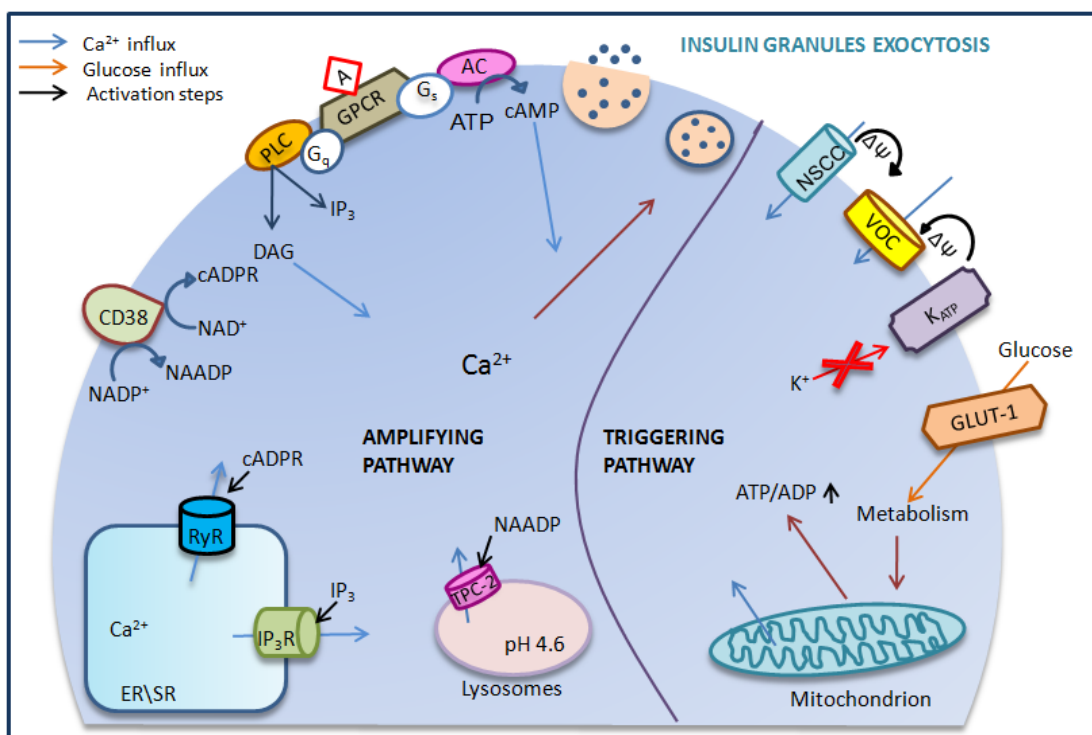 Ca²⁺ influx
Glucose influx
Activation steps
INSULIN GRANULES EXOCYTOSIS
A
GPCR
Gs
AC
ATP
cAMP
PLC
Gq
IP₃
DAG
cADPR
CD38
NAD⁺
NAADP
NADP⁺
NSCC
ΔΨ
VOC
ΔΨ
K_ATP
K⁺
Glucose
GLUT-1
Ca²⁺
AMPLIFYING
PATHWAY
TRIGGERING
PATHWAY
ATP/ADP
Metabolism
cADPR
RyR
NAADP
TPC-2
IP₃
IP₃R
Ca²⁺
ER\SR
pH 4.6
Lysosomes
Mitochondrion